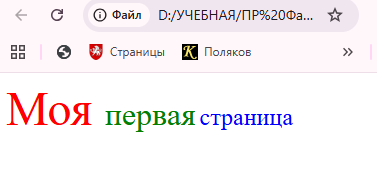 Файл D:/УЧЕБНАЯ/ПР%20Фа...
Страницы K Поляков »
Моя первая страница